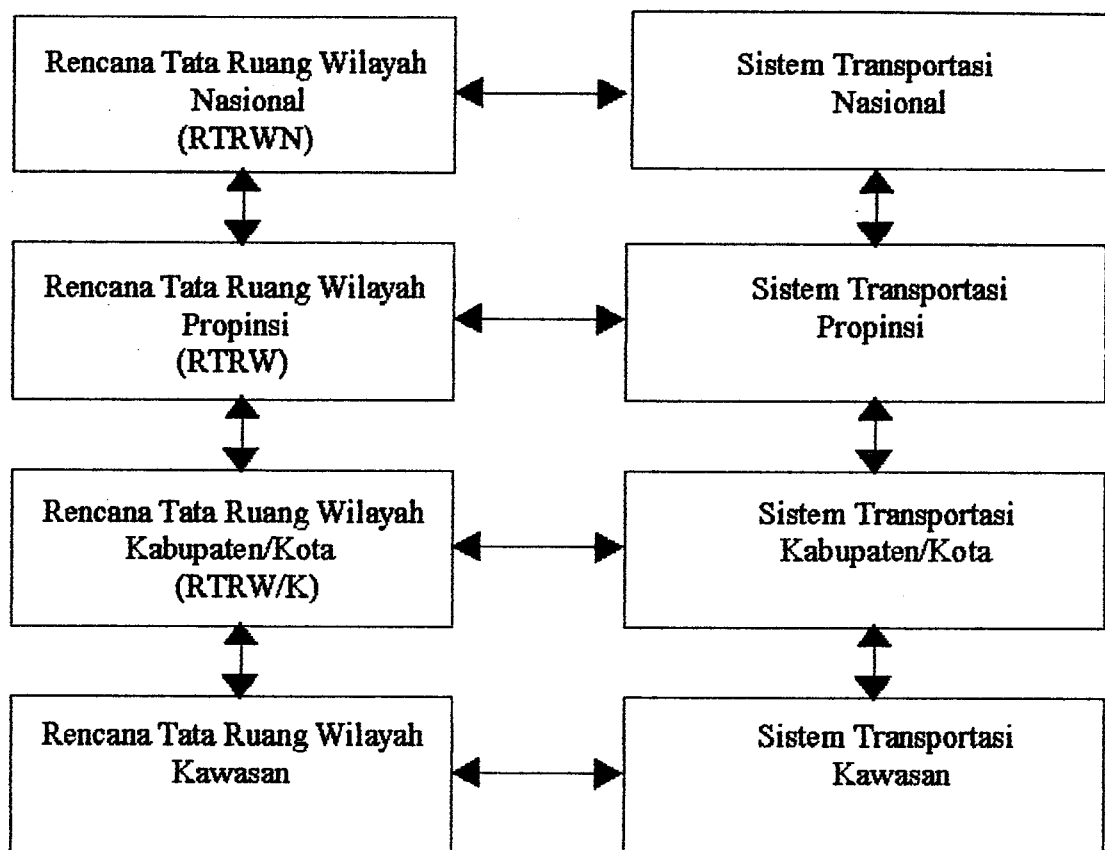 Rencana Tata Ruang Wilayah
Nasional
(RTRWN)
Sistem Transportasi
Nasional
Rencana Tata Ruang Wilayah
Propinsi
(RTRW)
Sistem Transportasi
Propinsi
Rencana Tata Ruang Wilayah
Kabupaten/Kota
(RTRW/K)
Sistem Transportasi
Kabupaten/Kota
Rencana Tata Ruang Wilayah
Kawasan
Sistem Transportasi
Kawasan